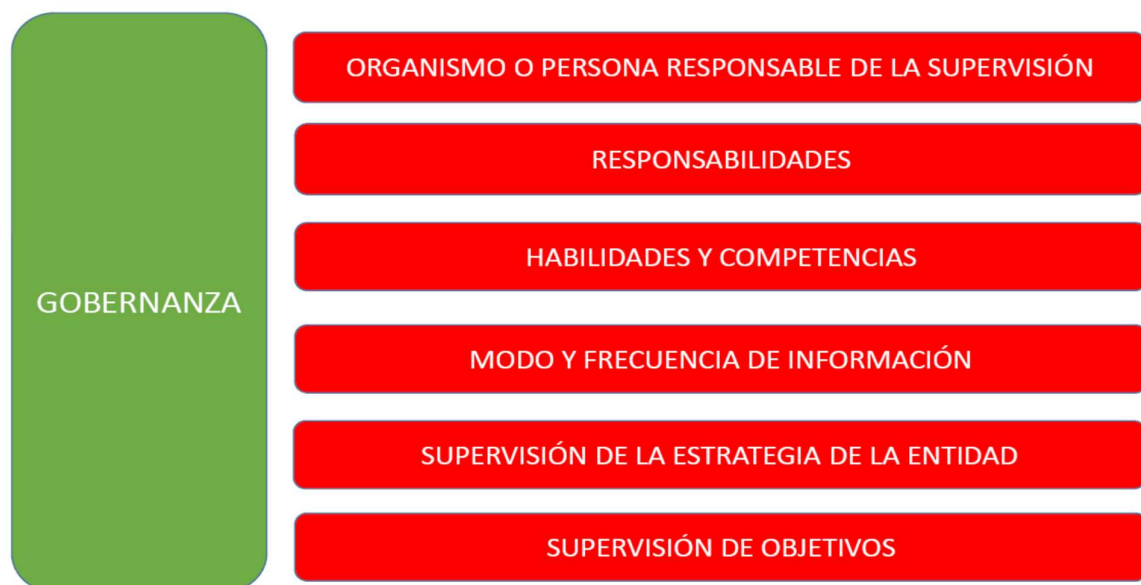 GOBERNANZA
ORGANISMO O PERSONA RESPONSABLE DE LA SUPERVISIÓN
RESPONSABILIDADES
HABILIDADES Y COMPETENCIAS
MODO Y FRECUENCIA DE INFORMACIÓN
SUPERVISIÓN DE LA ESTRATEGIA DE LA ENTIDAD
SUPERVISIÓN DE OBJETIVOS